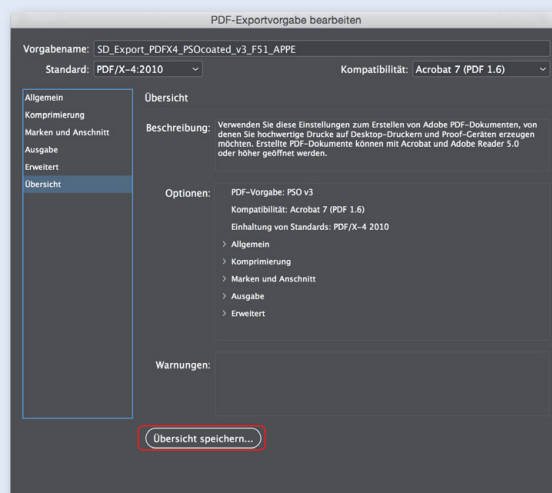 PDF-Exportvorgabe bearbeiten
Vorgabename: SD_Export_PDFX4_PSOcoated_v3_F51_APPE
Standard: PDF/X-4:2010 Kompatibilität: Acrobat 7 (PDF 1.6)
Allgemein
Komprimierung
Marken und Anschnitt
Ausgabe
Erweitert
Übersicht
Übersicht
Beschreibung: Verwenden Sie diese Einstellungen zum Erstellen von Adobe PDF-Dokumenten, von
denen Sie hochwertige Drucke auf Desktop-Druckern und Proof-Geräten erzeugen
möchten. Erstellte PDF-Dokumente können mit Acrobat und Adobe Reader 5.0
oder höher geöffnet werden.
Optionen: PDF-Vorgabe: PSO v3
Kompatibilität: Acrobat 7 (PDF 1.6)
Einhaltung von Standards: PDF/X-4 2010
> Allgemein
> Komprimierung
> Marken und Anschnitt
> Ausgabe
> Erweitert
Warnungen:
Übersicht speichern...